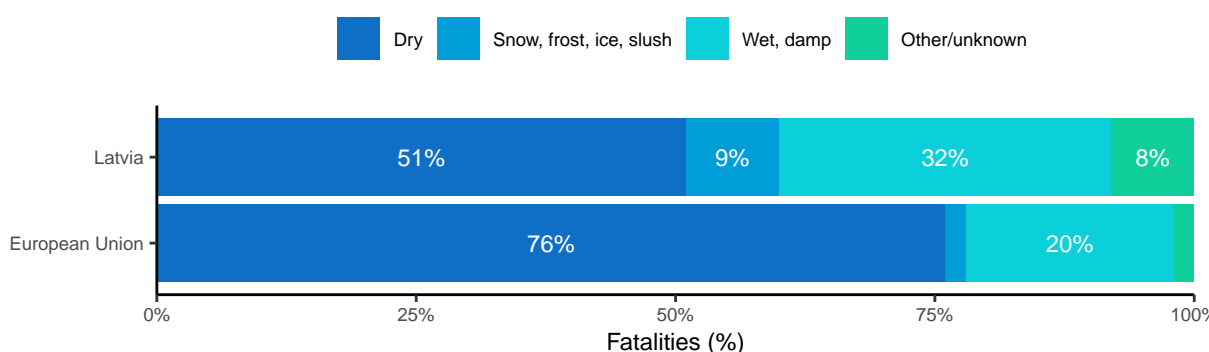 Dry Snow, frost, ice, slush Wet, damp Other/unknown
Latvia 51% 9% 32% 8%
European Union 76% 20%
0% 25% 50% 75% 100%
Fatalities (%)